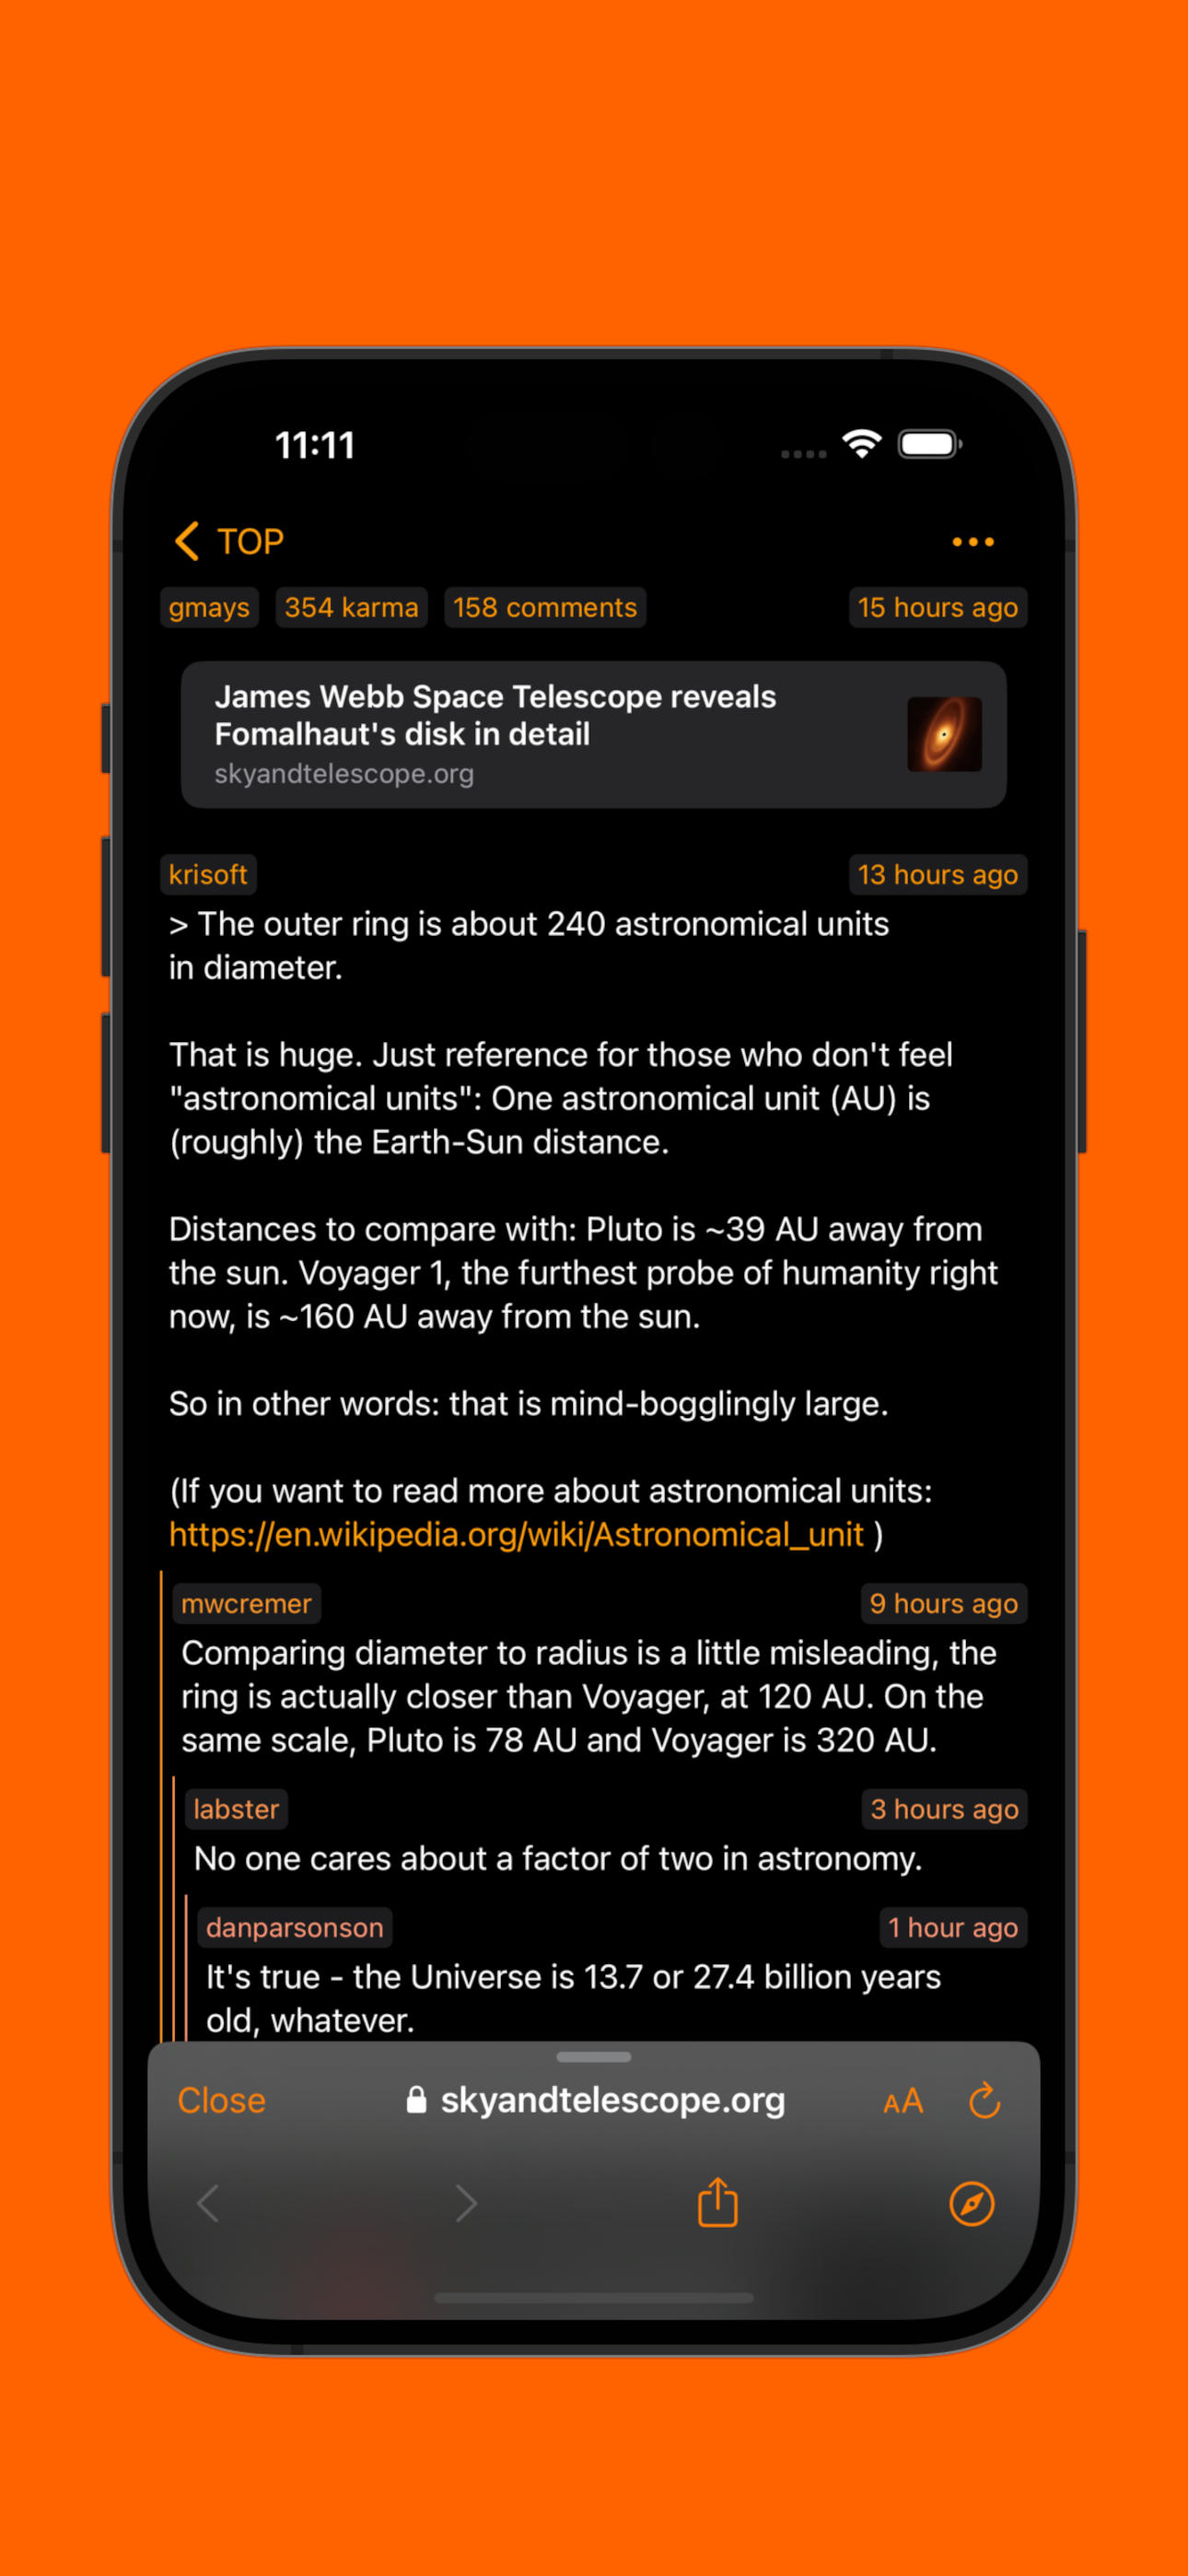 11:11
TOP
gmays 354 karma 158 comments 15 hours ago
James Webb Space Telescope reveals
Fomalhaut's disk in detail
skyandtelescope.org
krisoft 13 hours ago
> The outer ring is about 240 astronomical units
in diameter.
That is huge. Just reference for those who don't feel
"astronomical units": One astronomical unit (AU) is
(roughly) the Earth-Sun distance.
Distances to compare with: Pluto is ~39 AU away from
the sun. Voyager 1, the furthest probe of humanity right
now, is ~160 AU away from the sun.
So in other words: that is mind-bogglingly large.
(If you want to read more about astronomical units:
https://en.wikipedia.org/wiki/Astronomical_unit )
mwcremer 9 hours ago
Comparing diameter to radius is a little misleading, the
ring is actually closer than Voyager, at 120 AU. On the
same scale, Pluto is 78 AU and Voyager is 320 AU.
labster 3 hours ago
No one cares about a factor of two in astronomy.
danparsonson 1 hour ago
It's true - the Universe is 13.7 or 27.4 billion years
old, whatever.
Close skyandtelescope.org AA